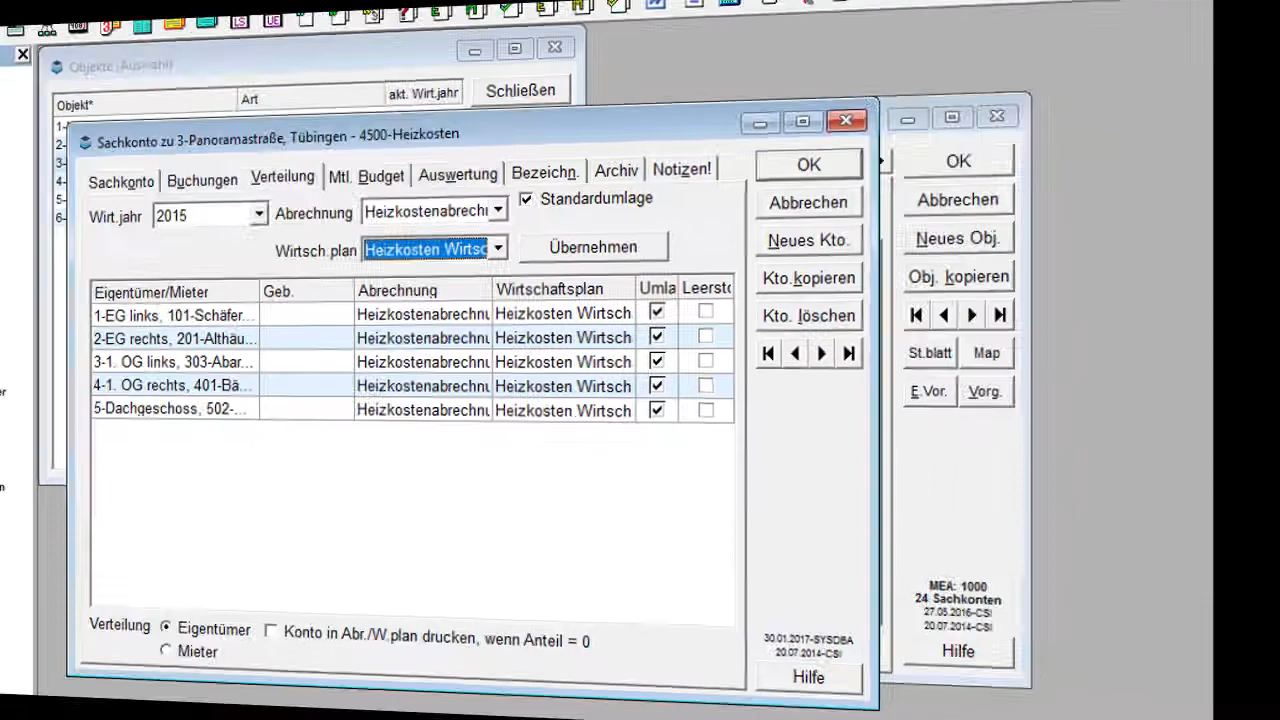 Objekte (Auswahl)
Objekt*
Art
akt. Wirt.jahr
Schließen
1-
2-
3-
4-
5-
6-
Sachkonto zu 3-Panoramastraße, Tübingen - 4500-Heizkosten
Sachkonto
Buchungen
Verteilung
Mtl. Budget
Auswertung
Bezeichn.
Archiv
Notizen!
Wirt.jahr
2015
Abrechnung
Heizkostenabrechı
Standardumlage
Wirtsch.plan
Heizkosten Wirtsc
Übernehmen
Eigentümer/Mieter
Geb.
Abrechnung
Wirtschaftsplan
Umla
Leersto
1-EG links, 101-Schäfer...
Heizkostenabrechnu
Heizkosten Wirtsch
2-EG rechts, 201-Althäu...
Heizkostenabrechnu
Heizkosten Wirtsch
3-1. OG links, 303-Abar...
Heizkostenabrechnu
Heizkosten Wirtsch
4-1. OG rechts, 401-Bä...
Heizkostenabrechnu
Heizkosten Wirtsch
5-Dachgeschoss, 502-...
Heizkostenabrechnu
Heizkosten Wirtsch
Verteilung
Eigentümer
Mieter
Konto in Abr./W.plan drucken, wenn Anteil = 0
OK
Abbrechen
Neues Kto.
Kto.kopieren
Kto. löschen
30.01.2017-SYSDBA
20.07.2014-CSI
Hilfe
OK
Abbrechen
Neues Obj.
Obj. kopieren
St.blatt
Map
E.Vor.
Vorg.
MEA: 1000
24 Sachkonten
27.05.2016-CSI
20.07.2014-CSI
Hilfe